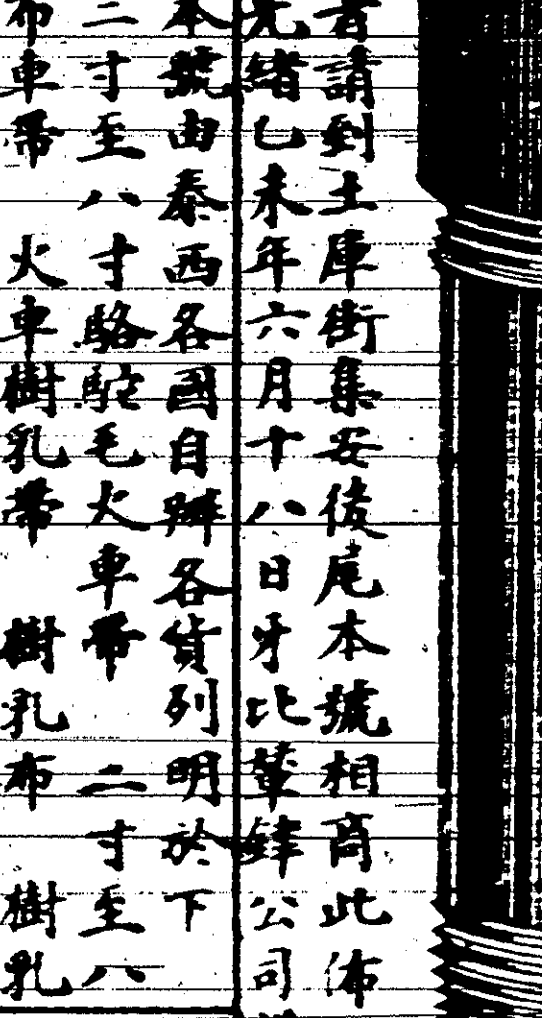 者請到土庫街集安後尾本號相商此佈
光緒乙未年六月十八日牙比輦鍏公司
本號由泰西各國自辦各貨列明於下
二寸至八寸駱駝毛火車帶　二寸至八
布車帶　火車樹乳帶　樹乳布　樹乳